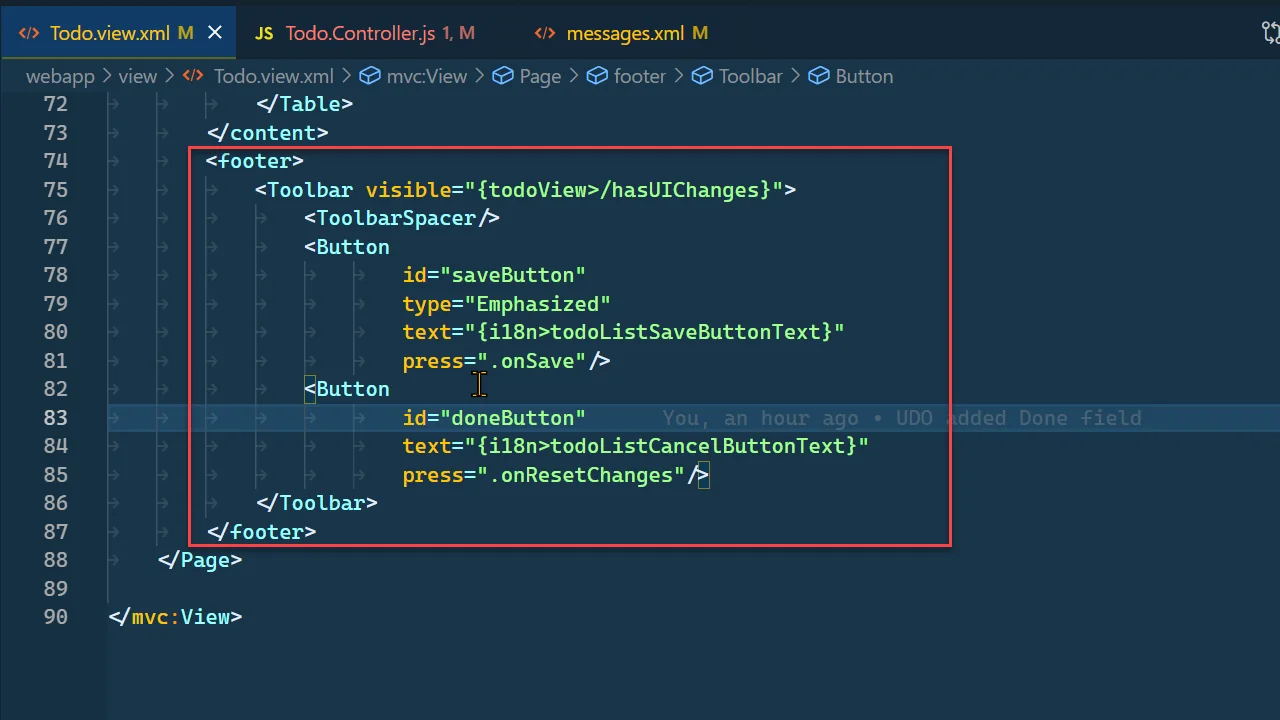 Todo.view.xml M
JS Todo.Controller.js 1, M
messages.xml M
webapp > view > Todo.view.xml > mvc:View > Page > footer > Toolbar > Button
72 </Table>
73 </content>
74 <footer>
75 <Toolbar visible="{todoView>/hasUIChanges}">
76 <ToolbarSpacer/>
77 <Button
78 id="saveButton"
79 type="Emphasized"
80 text="{i18n>todoListSaveButtonText}"
81 press=".onSave"/>
82 <Button
83 id="doneButton" You, an hour ago • UDO added Done field
84 text="{i18n>todoListCancelButtonText}"
85 press=".onResetChanges"/>
86 </Toolbar>
87 </footer>
88 </Page>
89
90 </mvc:View>